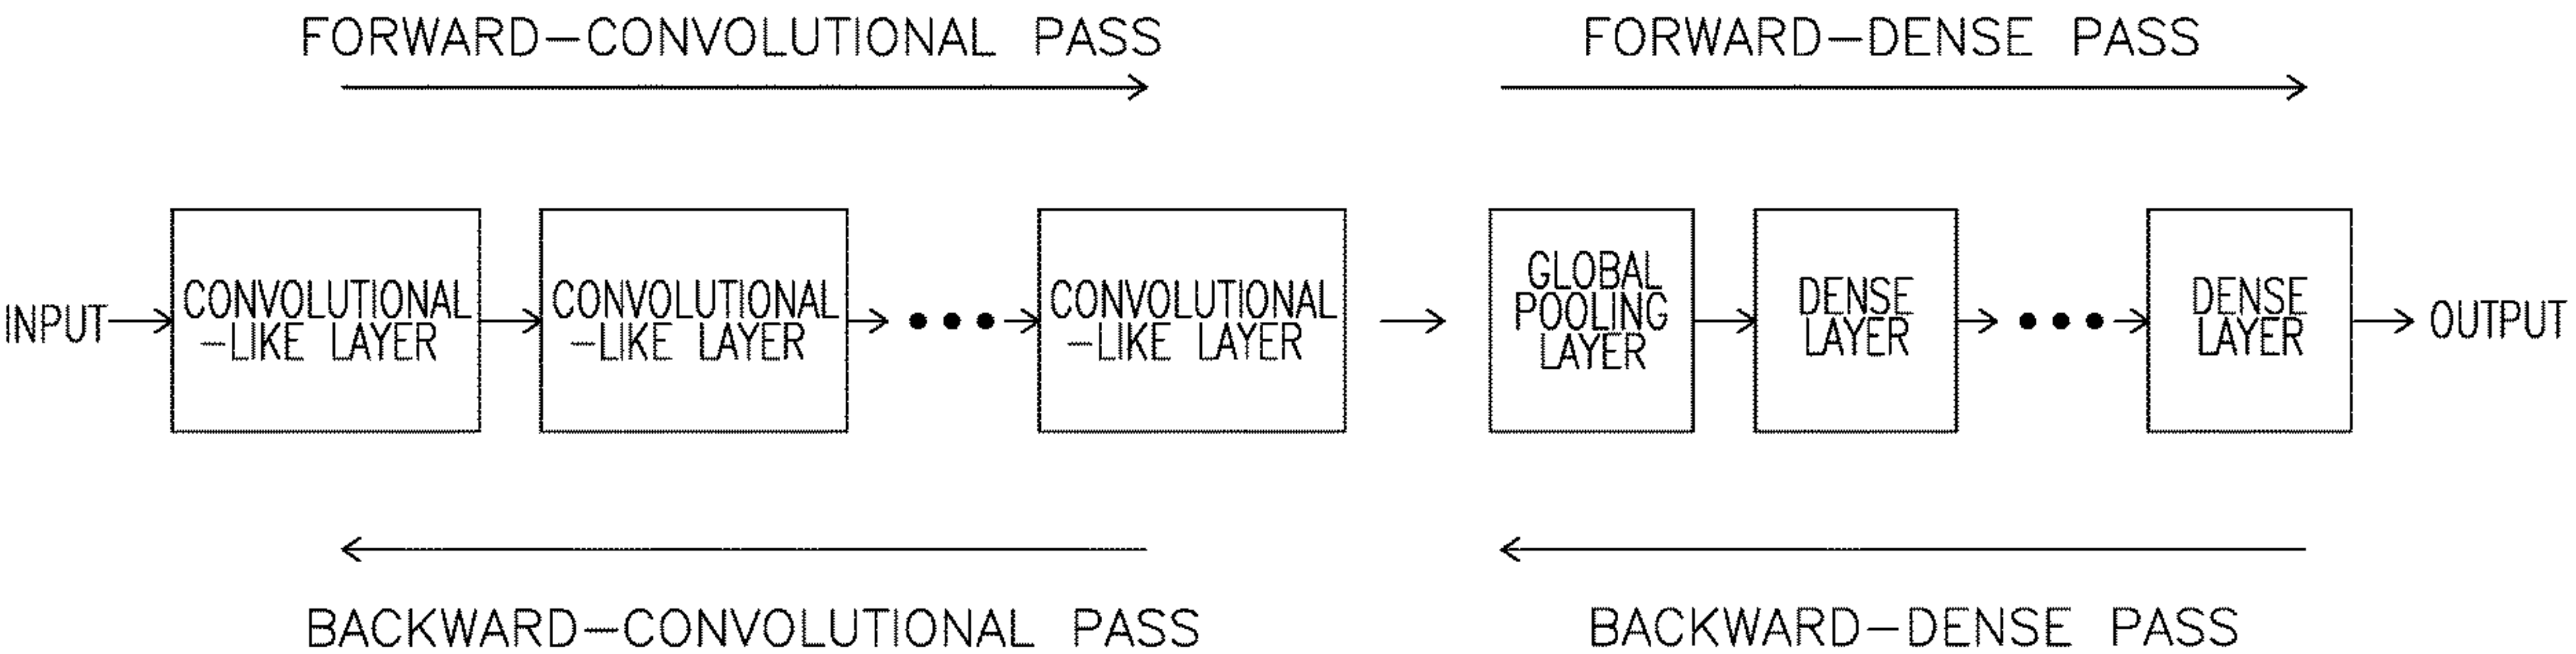 FORWARD-CONVOLUTIONAL PASS
FORWARD-DENSE PASS
INPUT
CONVOLUTIONAL
-LIKE LAYER
CONVOLUTIONAL
-LIKE LAYER
CONVOLUTIONAL
-LIKE LAYER
GLOBAL
POOLING
LAYER
DENSE
LAYER
DENSE
LAYER
OUTPUT
BACKWARD-CONVOLUTIONAL PASS
BACKWARD-DENSE PASS